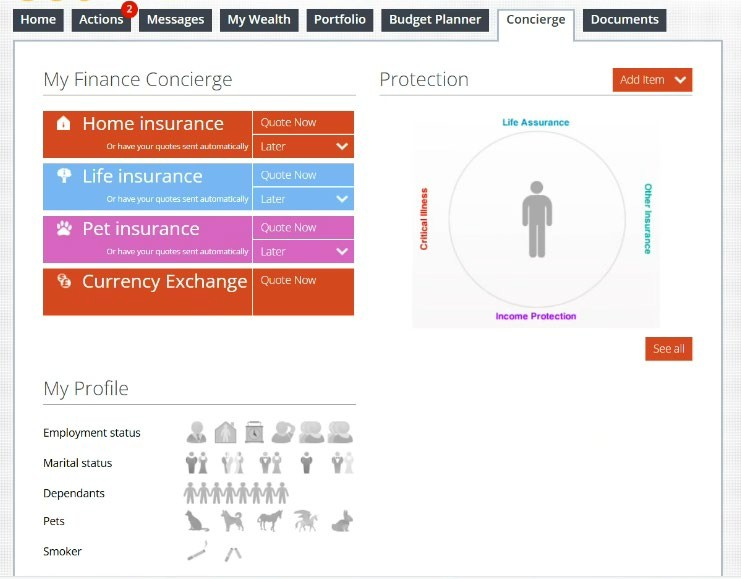 Home Actions 2 Messages My Wealth Portfolio Budget Planner Concierge Documents
My Finance Concierge
Home insurance Quote Now
Or have your quotes sent automatically Later
Life insurance Quote Now
Or have your quotes sent automatically Later
Pet insurance Quote Now
Or have your quotes sent automatically Later
Currency Exchange Quote Now
Protection Add Item
Life Assurance
Critical Illness
Other Insurance
Income Protection
See all
My Profile
Employment status
Marital status
Dependants
Pets
Smoker